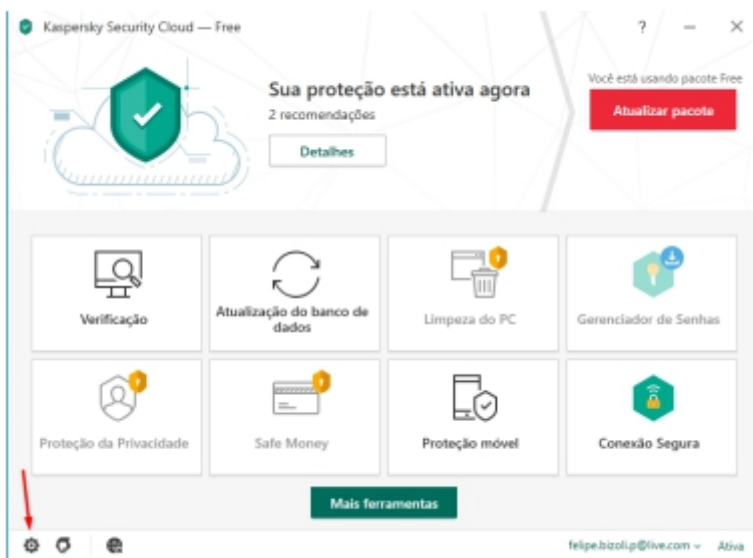 Kaspersky Security Cloud — Free
?
Sua proteção está ativa agora
2 recomendações
Detalhes
Você está usando pacote Free
Atualizar pacote
Verificação
Atualização do banco de
dados
Limpeza do PC
Gerenciador de Senhas
Proteção da Privacidade
Safe Money
Proteção móvel
Conexão Segura
Mais ferramentas
felipe.bizoli.p@live.com
Ativa